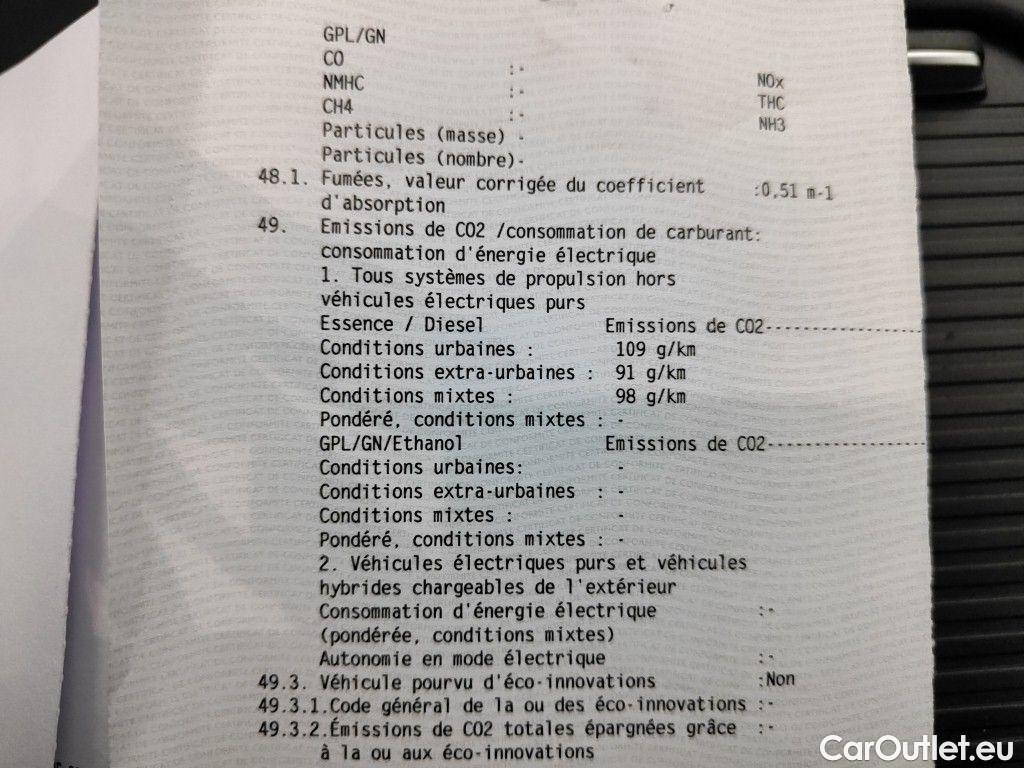 GPL/GN
CO :- NOx
NMHC :- THC
CH4 :- NH3
Particules (masse) -
Particules (nombre)-
48.1. Fumées, valeur corrigée du coefficient :0,51 m-1
d'absorption
49. Emissions de CO2 /consommation de carburant:
consommation d'énergie électrique
1. Tous systèmes de propulsion hors
véhicules électriques purs
Essence / Diesel Emissions de CO2--------------------
Conditions urbaines : 109 g/km
Conditions extra-urbaines : 91 g/km
Conditions mixtes : 98 g/km
Pondéré, conditions mixtes : -
GPL/GN/Ethanol Emissions de CO2--------------------
Conditions urbaines: -
Conditions extra-urbaines : -
Conditions mixtes : -
Pondéré, conditions mixtes : -
2. Véhicules électriques purs et véhicules
hybrides chargeables de l'extérieur
Consommation d'énergie électrique :-
(pondérée, conditions mixtes)
Autonomie en mode électrique :-
49.3. Véhicule pourvu d'éco-innovations :Non
49.3.1.Code général de la ou des éco-innovations :-
49.3.2.Émissions de CO2 totales épargnées grâce :-
à la ou aux éco-innovations
CarOutlet.eu